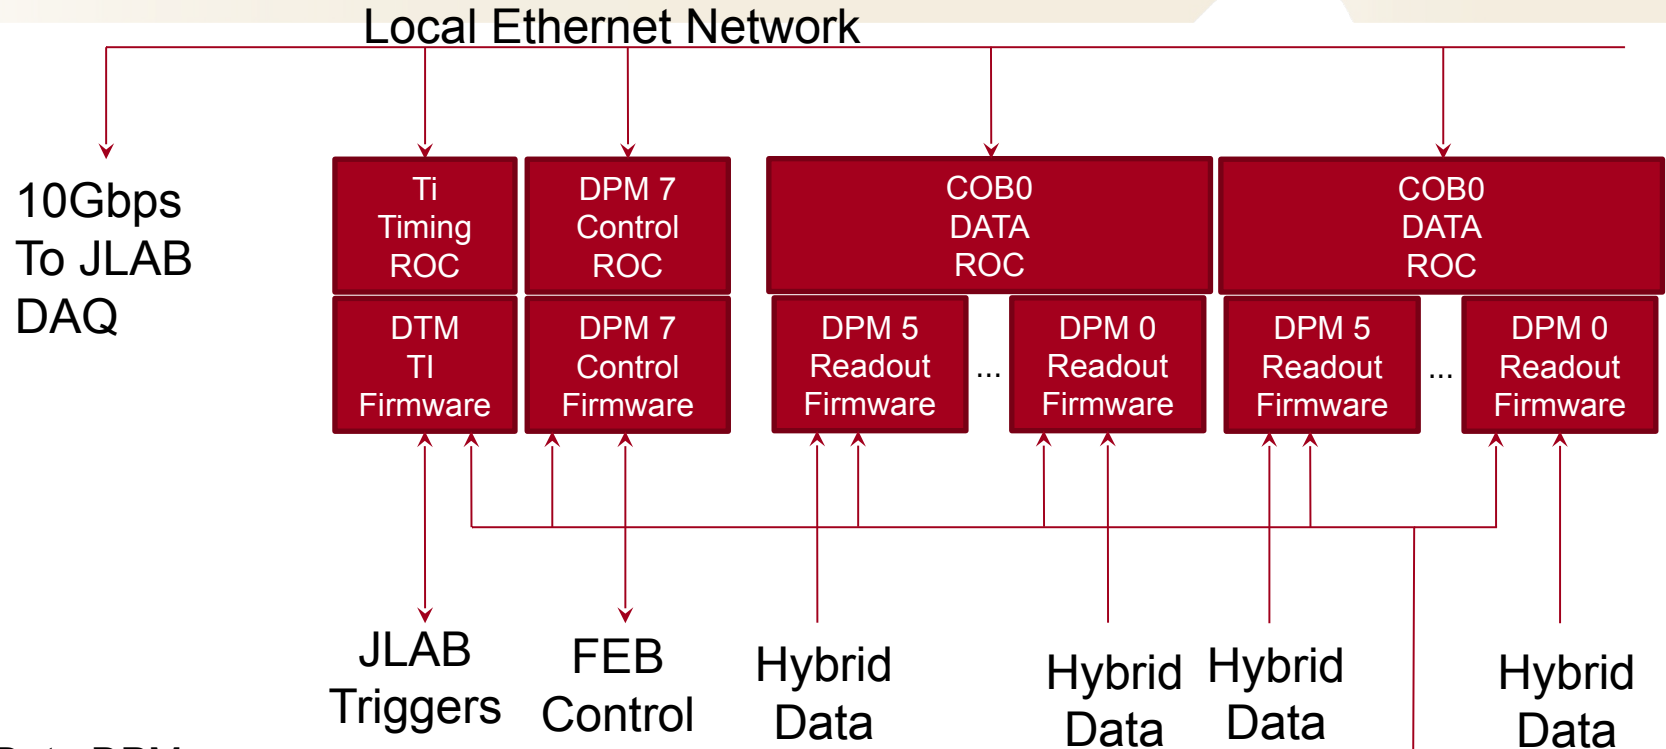 Local Ethernet Network
10Gbps
To JLAB
DAQ
Ti
Timing
ROC
DPM 7
Control
ROC
COB0
DATA
ROC
COB0
DATA
ROC
DTM
TI
Firmware
DPM 7
Control
Firmware
DPM 5
Readout
Firmware
...
DPM 0
Readout
Firmware
DPM 5
Readout
Firmware
...
DPM 0
Readout
Firmware
JLAB
Triggers
FEB
Control
Hybrid
Data
Hybrid
Data
Hybrid
Data
Hybrid
Data